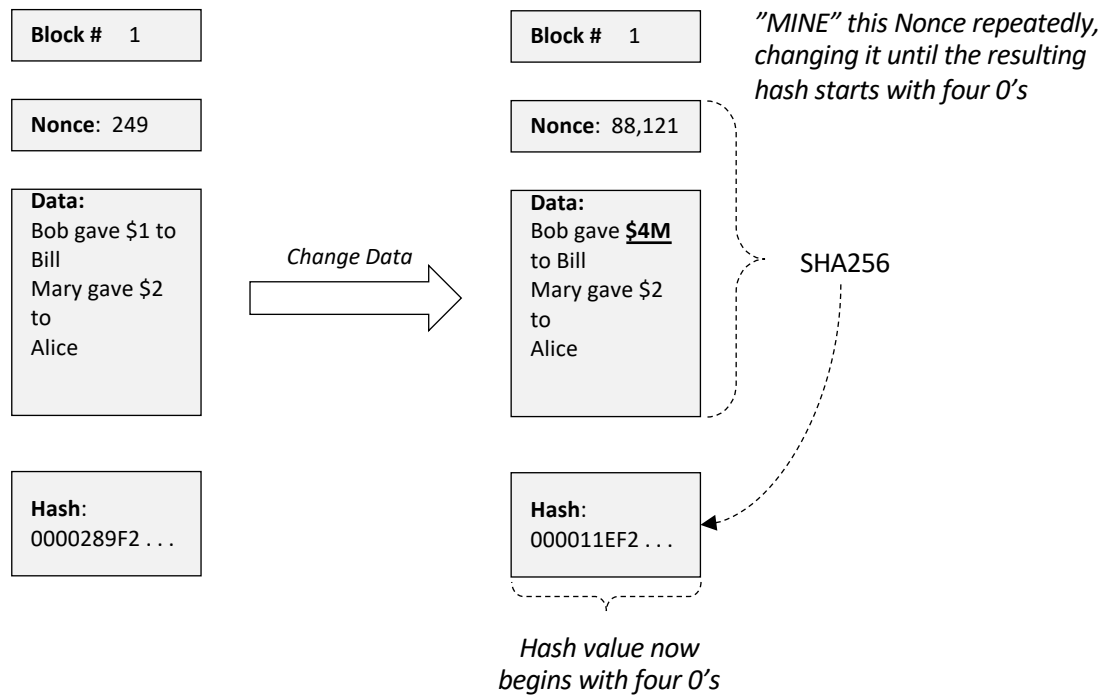 Block # 1
Nonce: 249
Data:
Bob gave $1 to
Bill
Mary gave $2
to
Alice
Hash:
0000289F2 . . .
Change Data
Block # 1
Nonce: 88,121
Data:
Bob gave $4M
to Bill
Mary gave $2
to
Alice
Hash:
000011EF2 . . .
Hash value now
begins with four 0’s
”MINE” this Nonce repeatedly,
changing it until the resulting
hash starts with four 0’s
SHA256